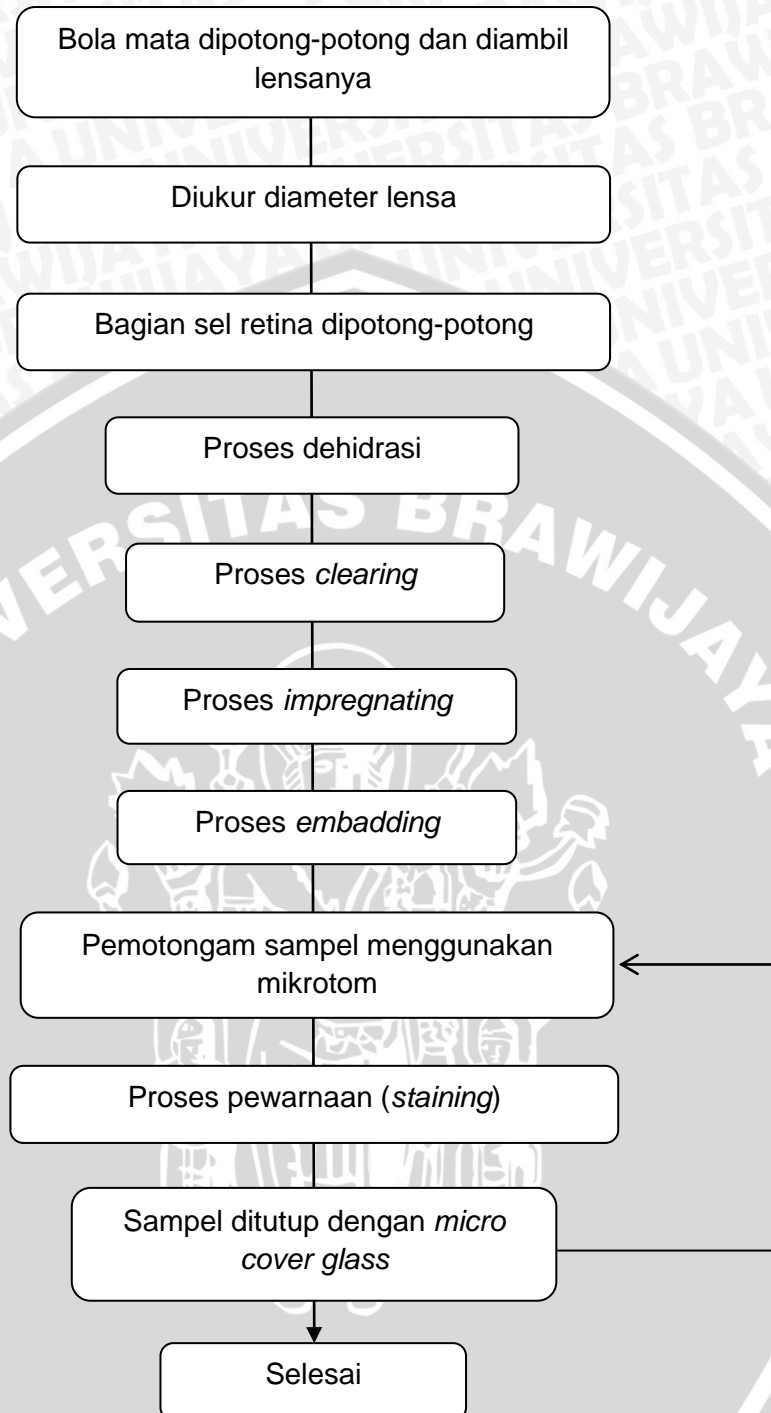 Bola mata dipotong-potong dan diambil
lensanya
Diukur diameter lensa
Bagian sel retina dipotong-potong
Proses dehidrasi
Proses clearing
Proses impregnating
Proses embadding
Pemotongam sampel menggunakan
mikrotom
Proses pewarnaan (staining)
Sampel ditutup dengan micro
cover glass
Selesai